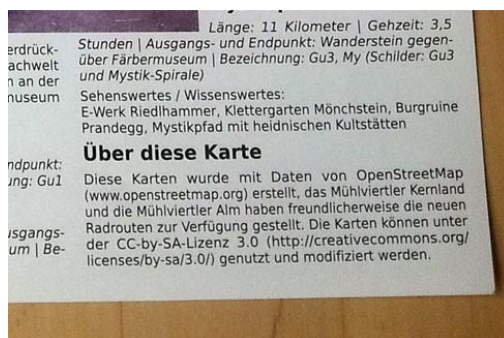 Länge: 11 Kilometer | Gehzeit: 3,5
Stunden | Ausgangs- und Endpunkt: Wanderstein gegen-
über Färbermuseum | Bezeichnung: Gu3, My (Schilder: Gu3
und Mystik-Spirale)
Sehenswertes / Wissenswertes:
E-Werk Riedlhammer, Klettergarten Mönchstein, Burgruine
Prandegg, Mystikpfad mit heidnischen Kultstätten
Über diese Karte
Diese Karten wurde mit Daten von OpenStreetMap
(www.openstreetmap.org) erstellt, das Mühlviertler Kernland
und die Mühlviertler Alm haben freundlicherweise die neuen
Radrouten zur Verfügung gestellt. Die Karten können unter
der CC-by-SA-Lizenz 3.0 (http://creativecommons.org/
licenses/by-sa/3.0/) genutzt und modifiziert werden.
erdrück-
achwelt
n an der
museum
ndpunkt:
ung: Gu1
usgangs-
um | Be-